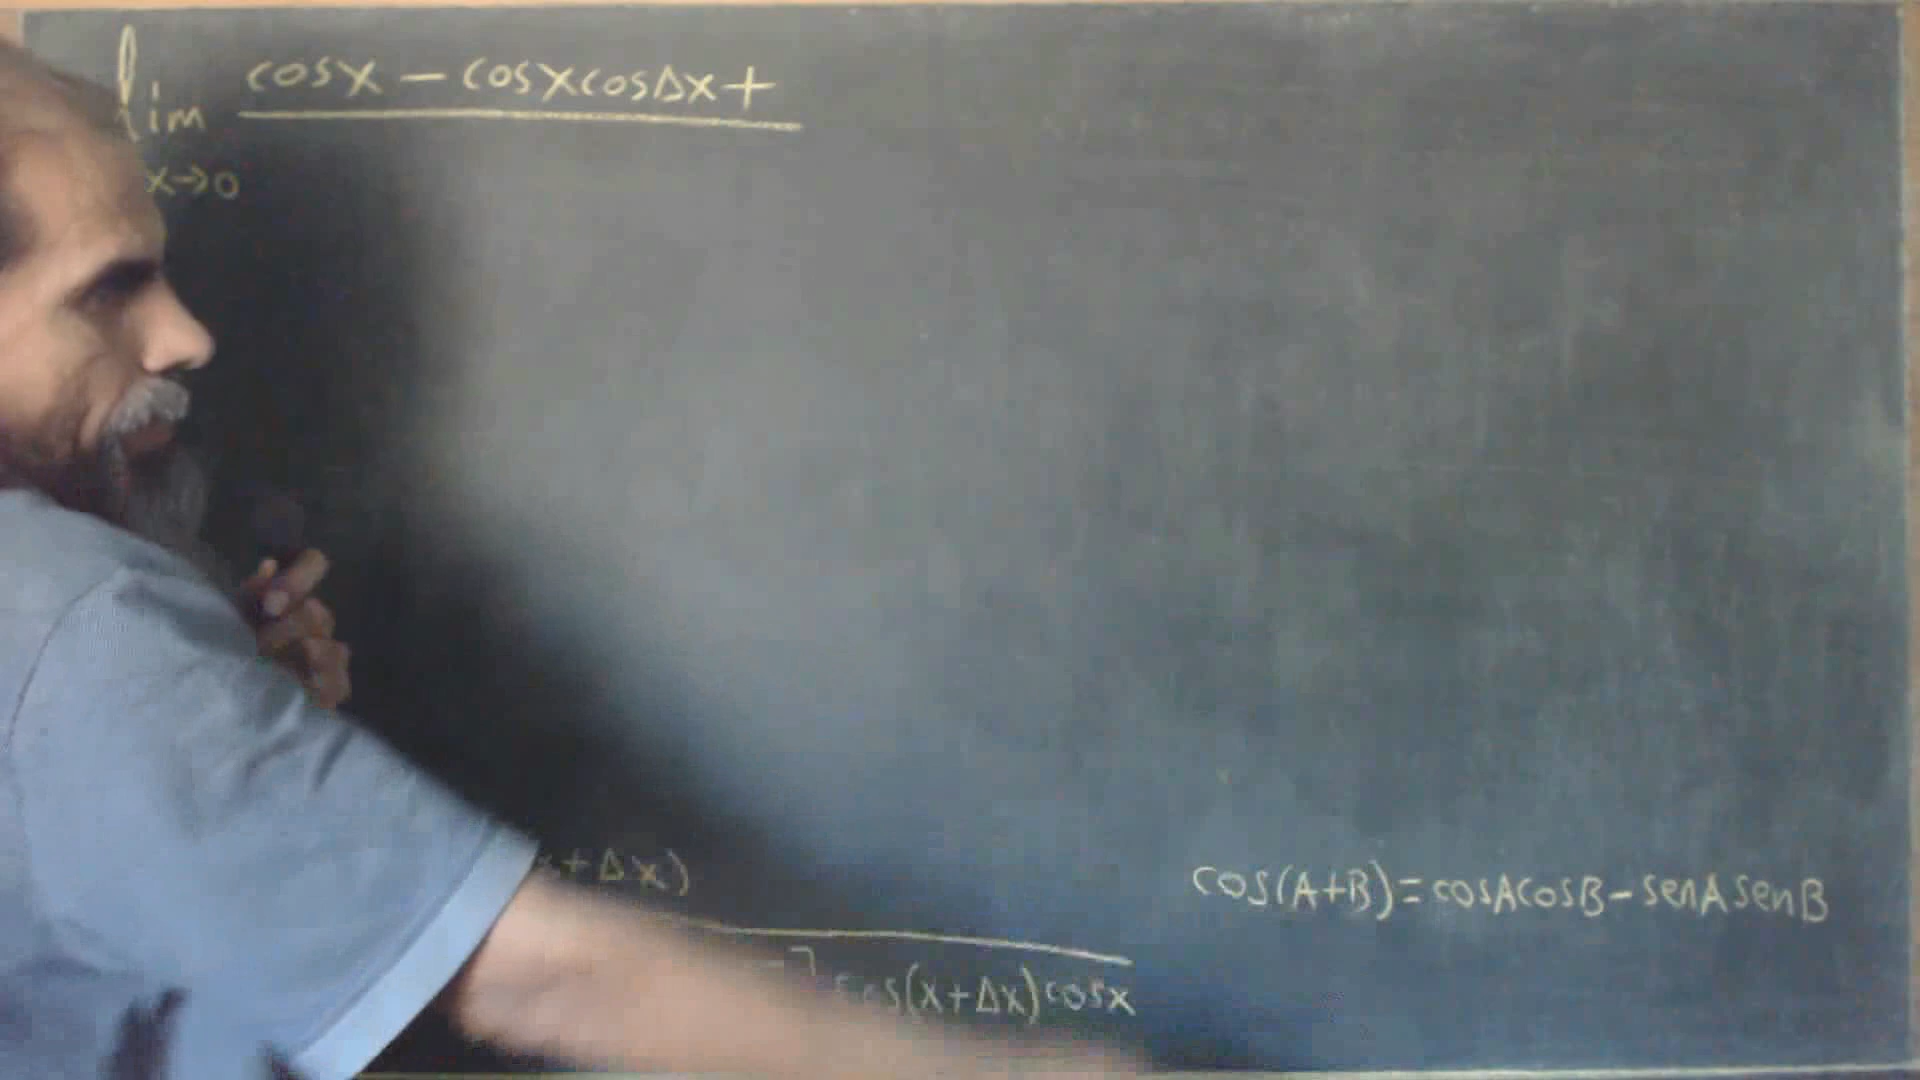 lim cosx - cosxcosΔx +
x→0
x + Δx)
cos(A+B) = cosAcosB - senAsenB
cos(x+Δx)cosx